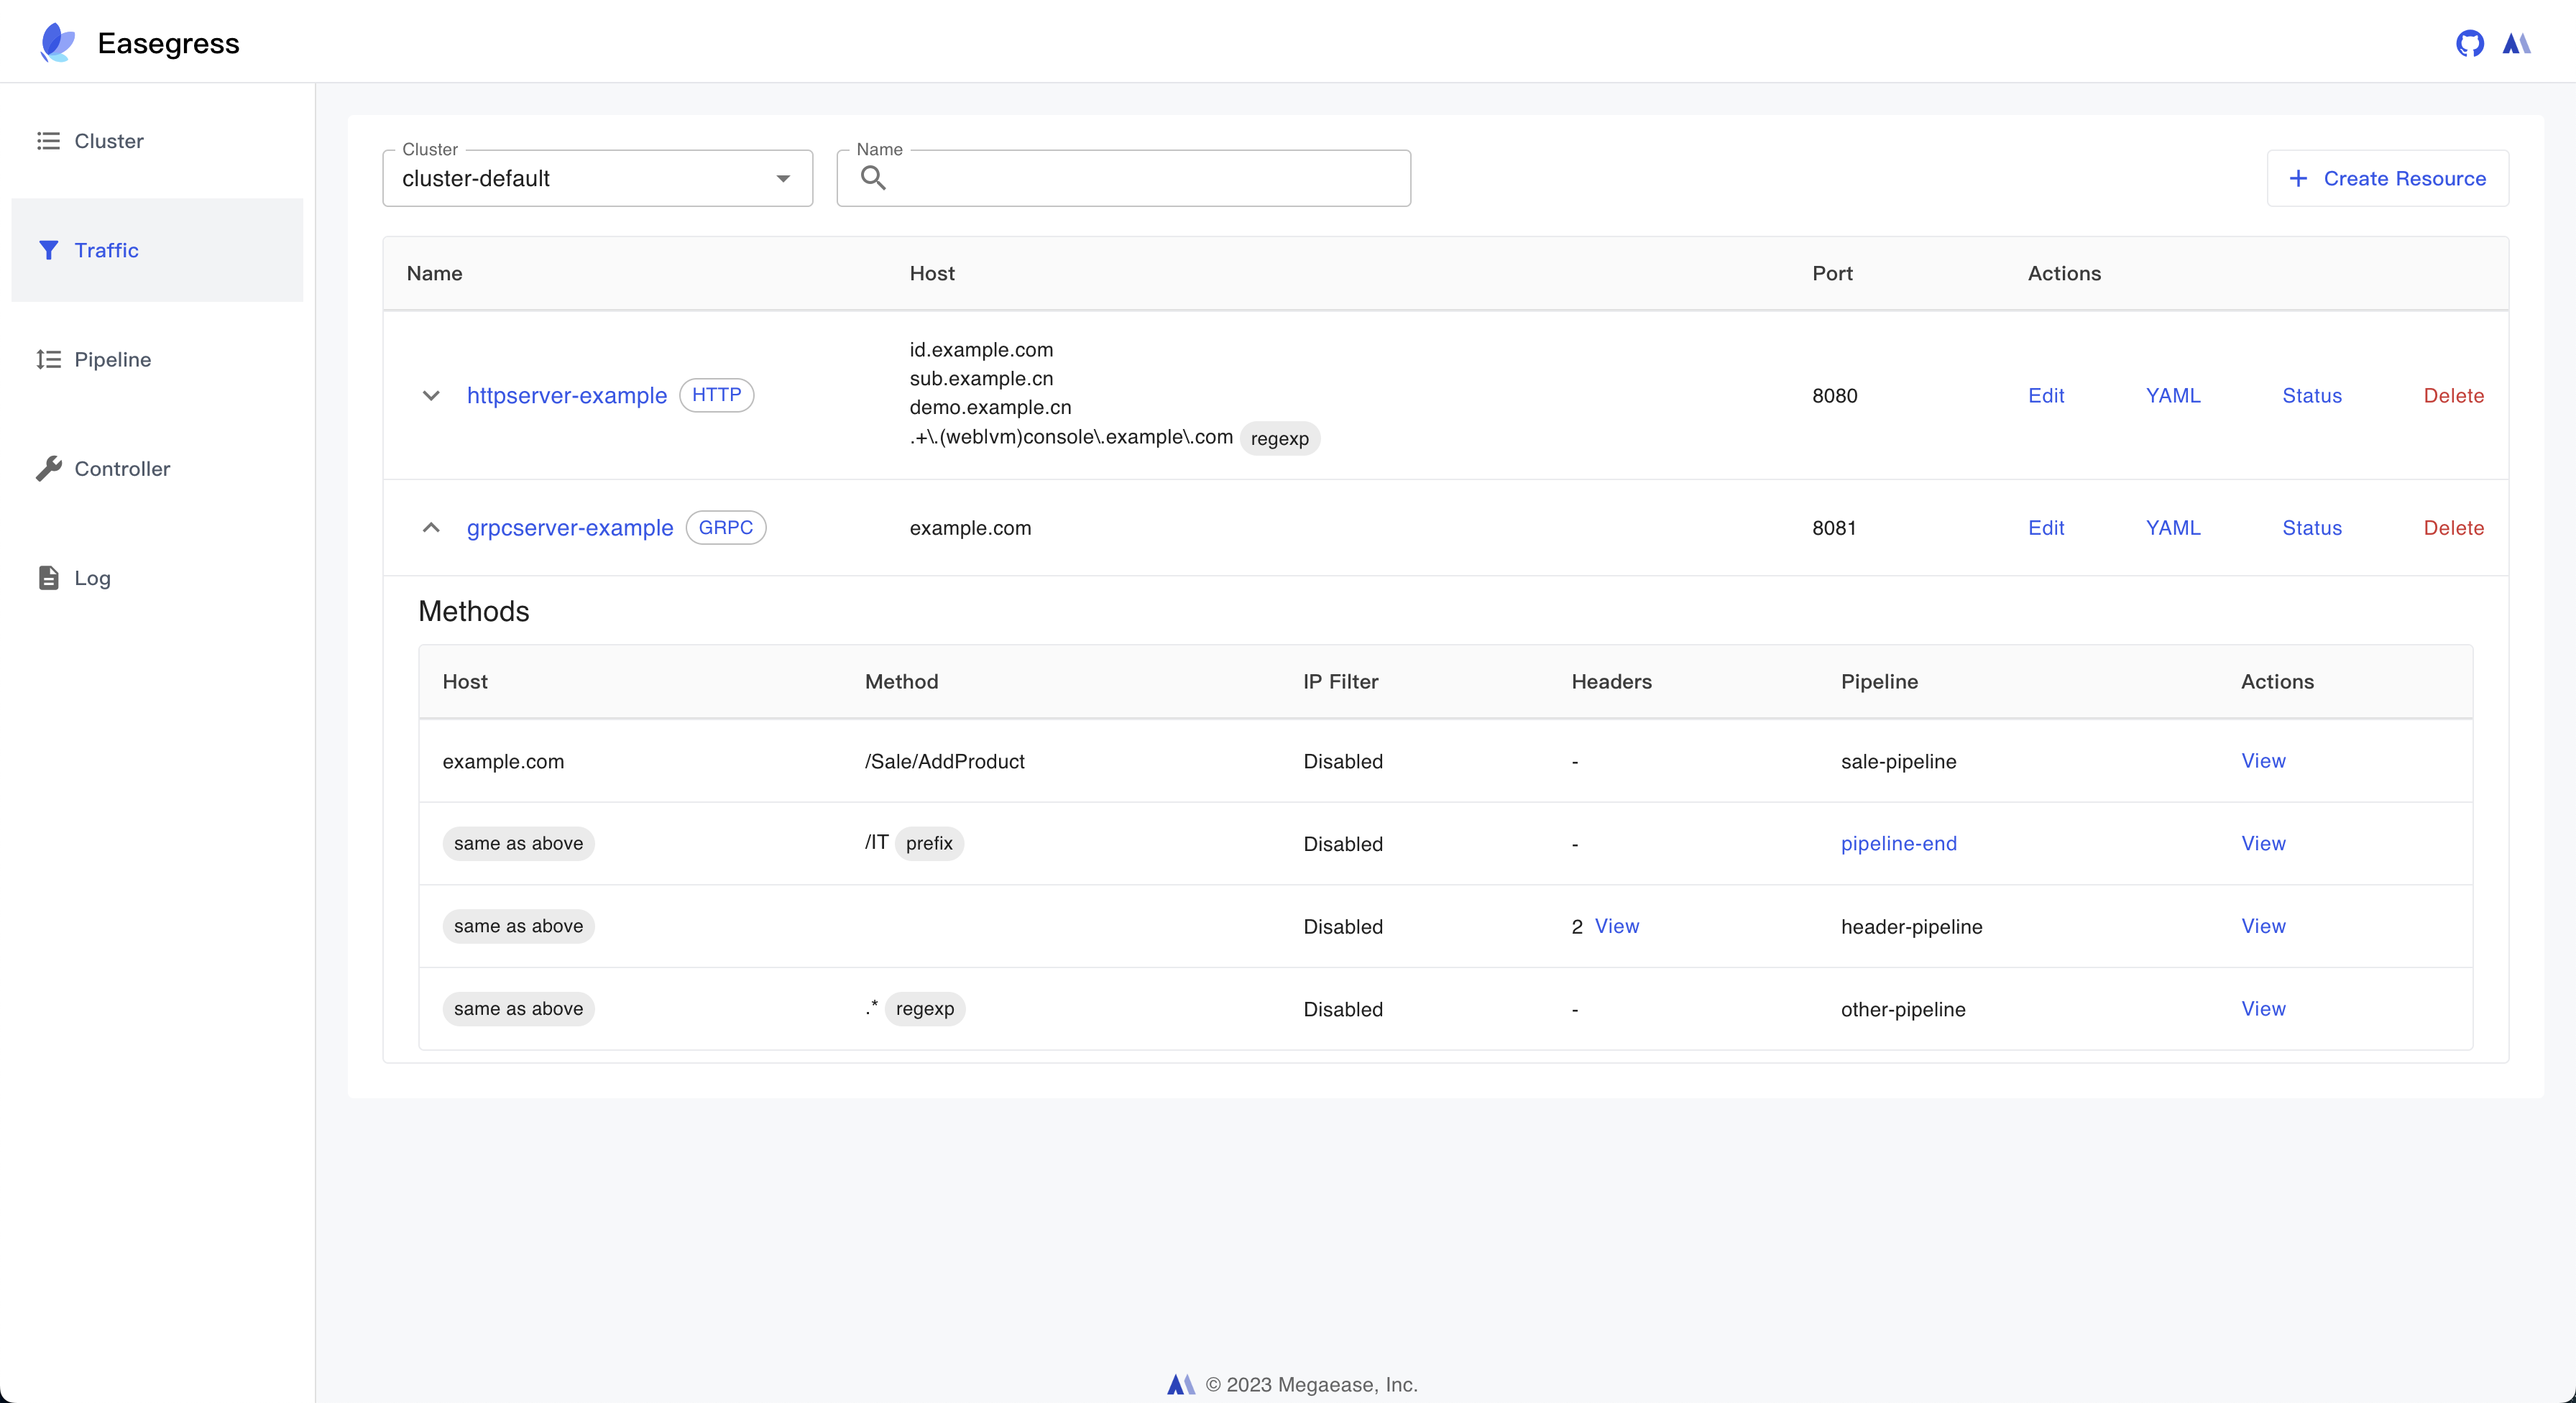 Easegress
Cluster
Traffic
Pipeline
Controller
Log
Cluster
cluster-default
Name
Create Resource
Name Host Port Actions
httpserver-example HTTP
id.example.com
sub.example.cn
demo.example.cn
.+\.(weblvm)console\.example\.com regexp
8080 Edit YAML Status Delete
grpcserver-example GRPC example.com 8081 Edit YAML Status Delete
Methods
Host Method IP Filter Headers Pipeline Actions
example.com /Sale/AddProduct Disabled - sale-pipeline View
same as above /IT prefix Disabled - pipeline-end View
same as above Disabled 2 View header-pipeline View
same as above .* regexp Disabled - other-pipeline View
© 2023 Megaease, Inc.